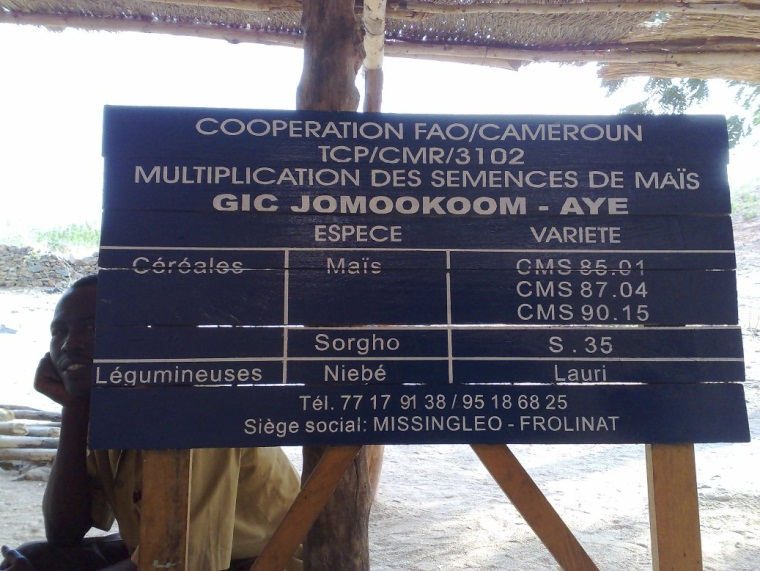 COOPERATION FAO/CAMEROUN
TCP/CMR/3102
MULTIPLICATION DES SEMENCES DE MAÏS
GIC JOMOOKOOM - AYE
ESPECE VARIETE
Céréales Maïs CMS 85.01
CMS 87.04
CMS 90.15
Sorgho S.35
Légumineuses Niebé Lauri
Tél. 77 17 91 38 / 95 18 68 25
Siège social: MISSINGLEO - FROLINAT